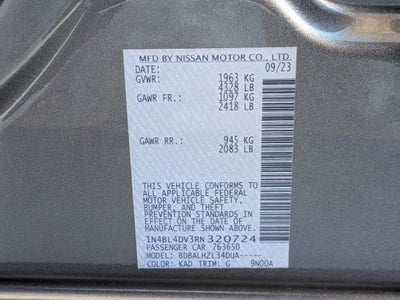 MFD BY NISSAN MOTOR CO., LTD.
DATE: 09/23
GVWR: 1963 KG
4328 LB
GAWR FR.: 1097 KG
2418 LB
GAWR RR.: 945 KG
2083 LB
THIS VEHICLE CONFORMS TO
ALL APPLICABLE FEDERAL
MOTOR VEHICLE SAFETY,
BUMPER, AND THEFT
PREVENTION STANDARDS IN
EFFECT ON THE DATE OF
MANUFACTURE SHOWN ABOVE.
1N4BL4DV3RN320724
PASSENGER CAR 763650
MODEL: BDBALHZL34DUA-----
COLOR: KAD TRIM: G 9N00A